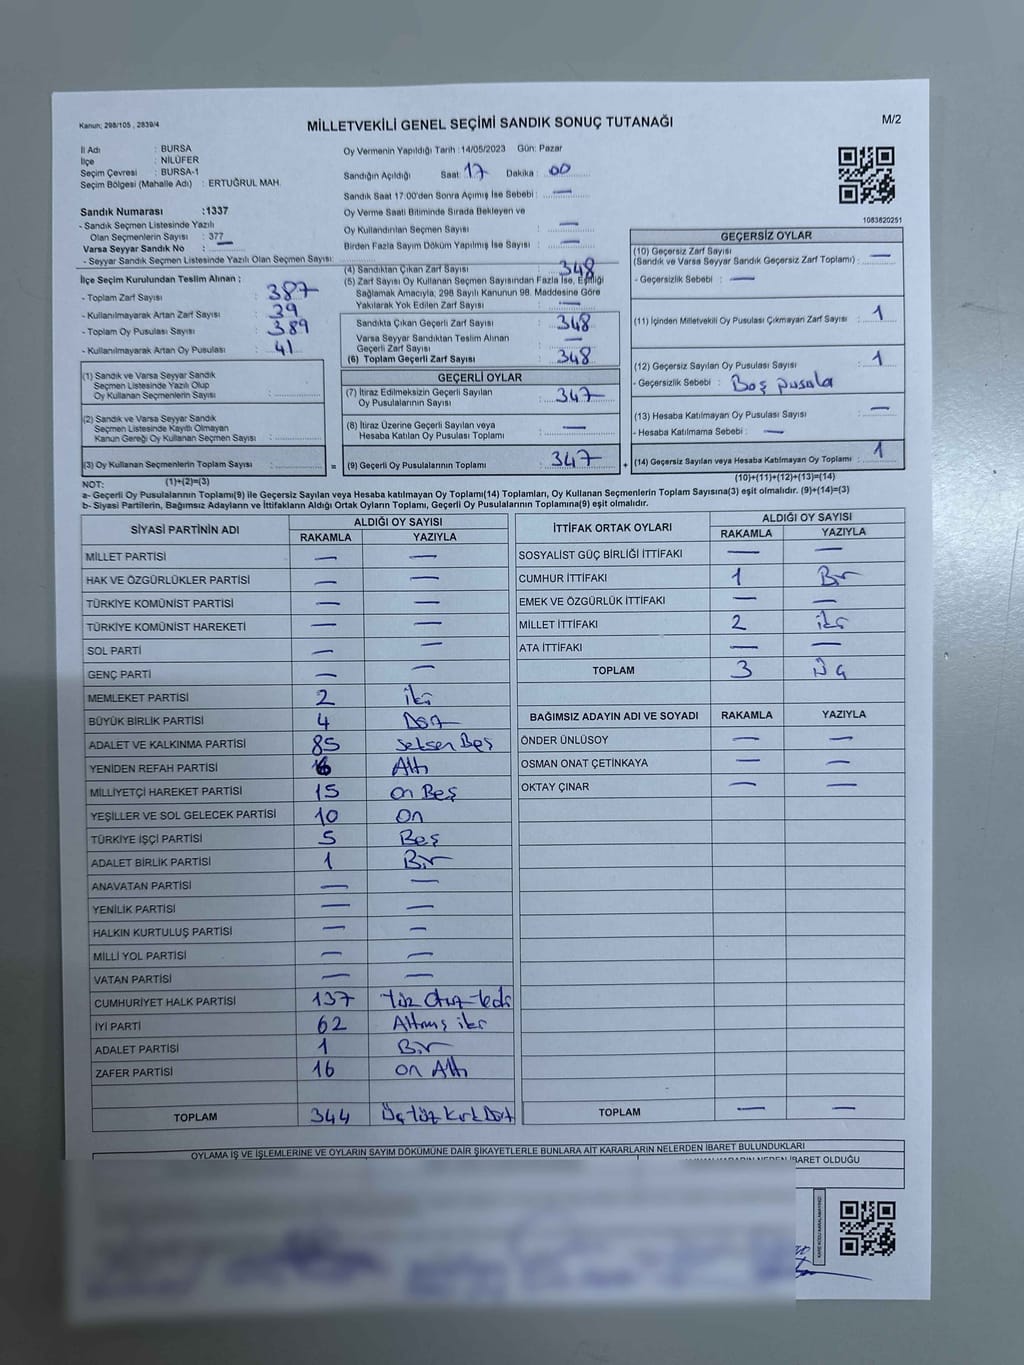 Kanun; 298/105 , 2839/4
MİLLETVEKİLİ GENEL SEÇİMİ SANDIK SONUÇ TUTANAĞI
M/2
İl Adı : BURSA
İlçe : NİLÜFER
Seçim Çevresi : BURSA-1
Seçim Bölgesi (Mahalle Adı) : ERTUĞRUL MAH.
Sandık Numarası :1337
- Sandık Seçmen Listesinde Yazılı
Olan Seçmenlerin Sayısı : 377
Varsa Seyyar Sandık No : —
- Seyyar Sandık Seçmen Listesinde Yazılı Olan Seçmen Sayısı:
İlçe Seçim Kurulundan Teslim Alınan :
- Toplam Zarf Sayısı : 387
- Kullanılmayarak Artan Zarf Sayısı : 39
- Toplam Oy Pusulası Sayısı : 389
- Kullanılmayarak Artan Oy Pusulası : 41
(1) Sandık ve Varsa Seyyar Sandık
Seçmen Listesinde Yazılı Olup
Oy Kullanan Seçmenlerin Sayısı :
(2) Sandık ve Varsa Seyyar Sandık
Seçmen Listesinde Kayıtlı Olmayan
Kanun Gereği Oy Kullanan Seçmen Sayısı :
(3) Oy Kullanan Seçmenlerin Toplam Sayısı :
(1)+(2)=(3)
Oy Vermenin Yapıldığı Tarih : 14/05/2023 Gün: Pazar
Sandığın Açıldığı Saat: 17 Dakika : 00
Sandık Saat 17.00'den Sonra Açımış İse Sebebi : —
Oy Verme Saati Bitiminde Sırada Bekleyen ve
Oy Kullandırılan Seçmen Sayısı : —
Birden Fazla Sayım Döküm Yapılmış İse Sayısı : —
(4) Sandıktan Çıkan Zarf Sayısı : 348
(5) Zarf Sayısı Oy Kullanan Seçmen Sayısından Fazla İse, Eşitliği
Sağlamak Amacıyla, 298 Sayılı Kanunun 98. Maddesine Göre
Yakılarak Yok Edilen Zarf Sayısı : —
Sandıkta Çıkan Geçerli Zarf Sayısı : 348
Varsa Seyyar Sandıktan Teslim Alınan
Geçerli Zarf Sayısı : —
(6) Toplam Geçerli Zarf Sayısı : 348
GEÇERLİ OYLAR
(7) İtiraz Edilmeksizin Geçerli Sayılan
Oy Pusulalarının Sayısı : 347
(8) İtiraz Üzerine Geçerli Sayılan veya
Hesaba Katılan Oy Pusulası Toplamı : —
= (9) Geçerli Oy Pusulalarının Toplamı : 347 +
1083820251
GEÇERSİZ OYLAR
(10) Geçersiz Zarf Sayısı
(Sandık ve Varsa Seyyar Sandık Geçersiz Zarf Toplamı) : —
- Geçersizlik Sebebi : —
(11) İçinden Milletvekili Oy Pusulası Çıkmayan Zarf Sayısı : 1
(12) Geçersiz Sayılan Oy Pusulası Sayısı : 1
- Geçersizlik Sebebi : Boş pusula
(13) Hesaba Katılmayan Oy Pusulası Sayısı : —
- Hesaba Katılmama Sebebi : —
(14) Geçersiz Sayılan veya Hesaba Katılmayan Oy Toplamı : 1
(10)+(11)+(12)+(13)=(14)
NOT:
a- Geçerli Oy Pusulalarının Toplamı(9) ile Geçersiz Sayılan veya Hesaba katılmayan Oy Toplamı(14) Toplamları, Oy Kullanan Seçmenlerin Toplam Sayısına(3) eşit olmalıdır. (9)+(14)=(3)
b- Siyasi Partilerin, Bağımsız Adayların ve İttifakların Aldığı Ortak Oyların Toplamı, Geçerli Oy Pusulalarının Toplamına(9) eşit olmalıdır.
SİYASİ PARTİNİN ADI ALDIĞI OY SAYISI
RAKAMLA YAZIYLA
MİLLET PARTİSİ — —
HAK VE ÖZGÜRLÜKLER PARTİSİ — —
TÜRKİYE KOMÜNİST PARTİSİ — —
TÜRKİYE KOMÜNİST HAREKETİ — —
SOL PARTİ — —
GENÇ PARTİ — —
MEMLEKET PARTİSİ 2 iki
BÜYÜK BİRLİK PARTİSİ 4 Dört
ADALET VE KALKINMA PARTİSİ 85 seksen Beş
YENİDEN REFAH PARTİSİ 6 Altı
MİLLİYETÇİ HAREKET PARTİSİ 15 on Beş
YEŞİLLER VE SOL GELECEK PARTİSİ 10 On
TÜRKİYE İŞÇİ PARTİSİ 5 Beş
ADALET BİRLİK PARTİSİ 1 Bir
ANAVATAN PARTİSİ — —
YENİLİK PARTİSİ — —
HALKIN KURTULUŞ PARTİSİ — —
MİLLİ YOL PARTİSİ — —
VATAN PARTİSİ — —
CUMHURİYET HALK PARTİSİ 137 Yüz Otuz Yedi
İYİ PARTİ 62 Altmış iki
ADALET PARTİSİ 1 Bir
ZAFER PARTİSİ 16 on Altı
TOPLAM 344 Üç Yüz Kırk Dört
İTTİFAK ORTAK OYLARI ALDIĞI OY SAYISI
RAKAMLA YAZIYLA
SOSYALİST GÜÇ BİRLİĞİ İTTİFAKI — —
CUMHUR İTTİFAKI 1 Bir
EMEK VE ÖZGÜRLÜK İTTİFAKI — —
MİLLET İTTİFAKI 2 iki
ATA İTTİFAKI — —
TOPLAM 3 Üç
BAĞIMSIZ ADAYIN ADI VE SOYADI RAKAMLA YAZIYLA
ÖNDER ÜNLÜSOY — —
OSMAN ONAT ÇETİNKAYA — —
OKTAY ÇINAR — —
TOPLAM — —
OYLAMA İŞ VE İŞLEMLERİNE VE OYLARIN SAYIM DÖKÜMÜNE DAİR ŞİKAYETLERLE BUNLARA AİT KARARLARIN NELERDEN İBARET BULUNDUKLARI
KARARIN NEDEN İBARET OLDUĞU
KARE KODU KARALAMAYINIZ!